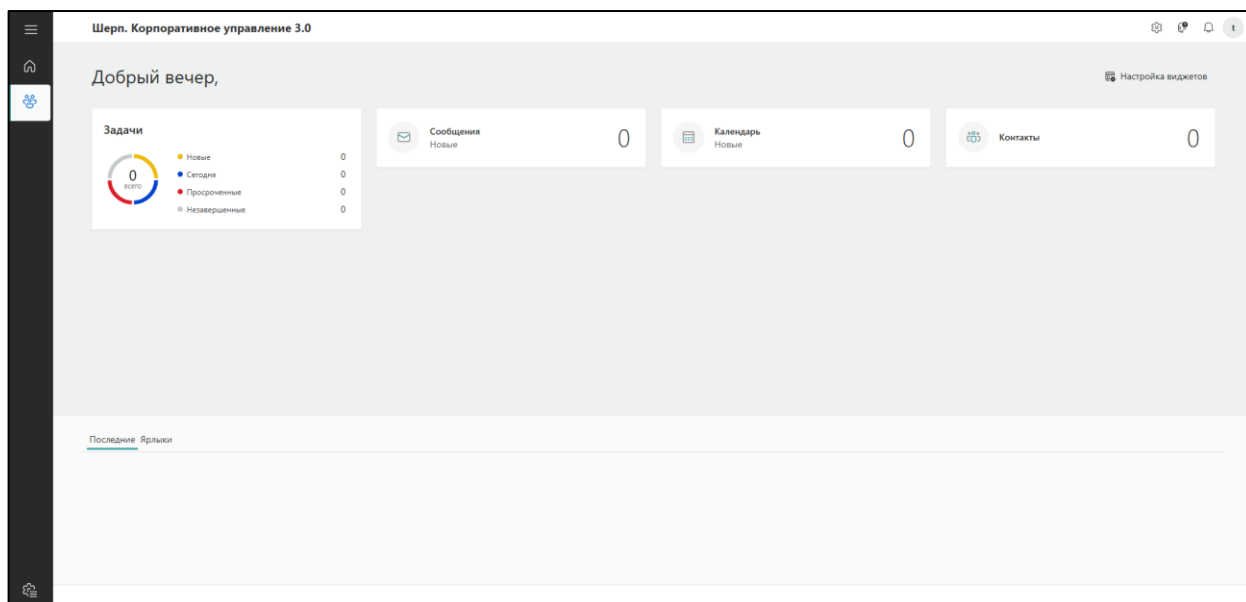 Шерп. Корпоративное управление 3.0
t
Добрый вечер,
Настройка виджетов
Задачи
0
всего
Новые 0
Сегодня 0
Просроченные 0
Незавершенные 0
Сообщения
Новые
0
Календарь
Новые
0
Контакты
0
Последние Ярлыки